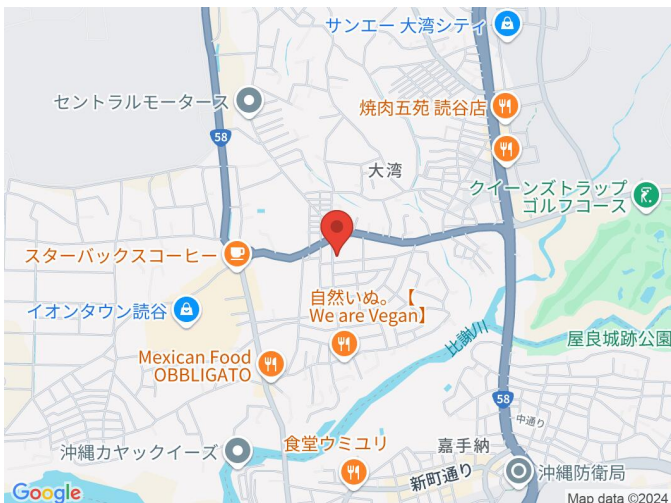 サンエー 大湾シティ
セントラルモータース
焼肉五苑 読谷店
58
大湾
クイーンズトラップ
ゴルフコース
スターバックスコーヒー
自然いぬ。【
We are Vegan】
イオンタウン読谷
比謝川
屋良城跡公園
Mexican Food
OBBLIGATO
58
中通り
沖縄カヤックイーズ
食堂ウミユリ
嘉手納
新町通り
沖縄防衛局
Google
Map data ©2024